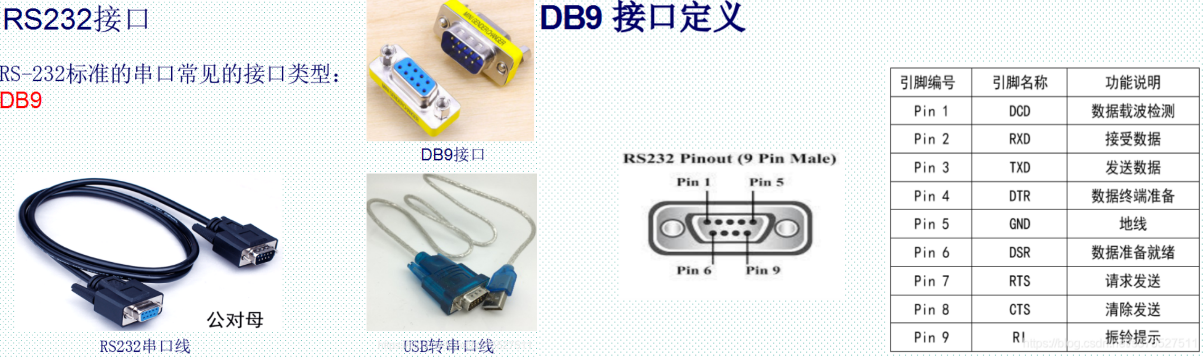 RS232接口
RS-232标准的串口常见的接口类型：
DB9
DB9接口
公对母
RS232串口线
USB转串口线
DB9 接口定义
RS232 Pinout (9 Pin Male)
Pin 1 Pin 5
Pin 6 Pin 9
引脚编号 引脚名称 功能说明
Pin 1 DCD 数据载波检测
Pin 2 RXD 接受数据
Pin 3 TXD 发送数据
Pin 4 DTR 数据终端准备
Pin 5 GND 地线
Pin 6 DSR 数据准备就绪
Pin 7 RTS 请求发送
Pin 8 CTS 清除发送
Pin 9 RI 振铃提示